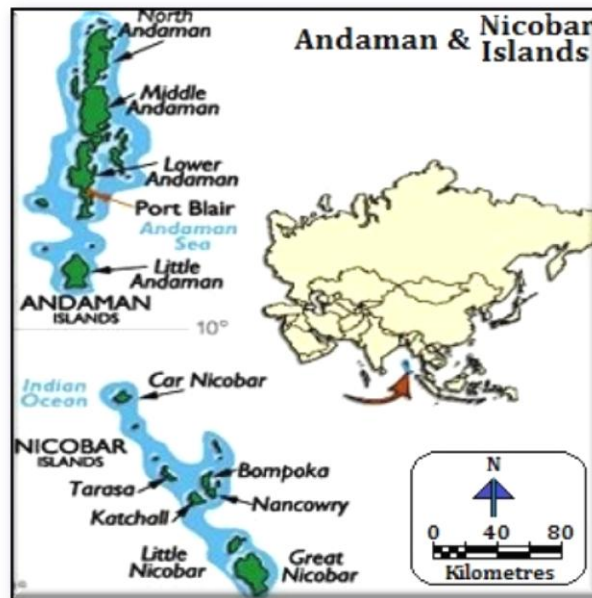 North
Andaman
Andaman & Nicobar
Islands
Middle
Andaman
Lower
Andaman
Port Blair
Andaman
Sea
Little
Andaman
ANDAMAN
ISLANDS
10°
Indian
Ocean
Car Nicobar
NICOBAR
ISLANDS
Bompoka
Tarasa
Nancowry
Katchall
Little
Nicobar
Great
Nicobar
N
0 40 80
Kilometres